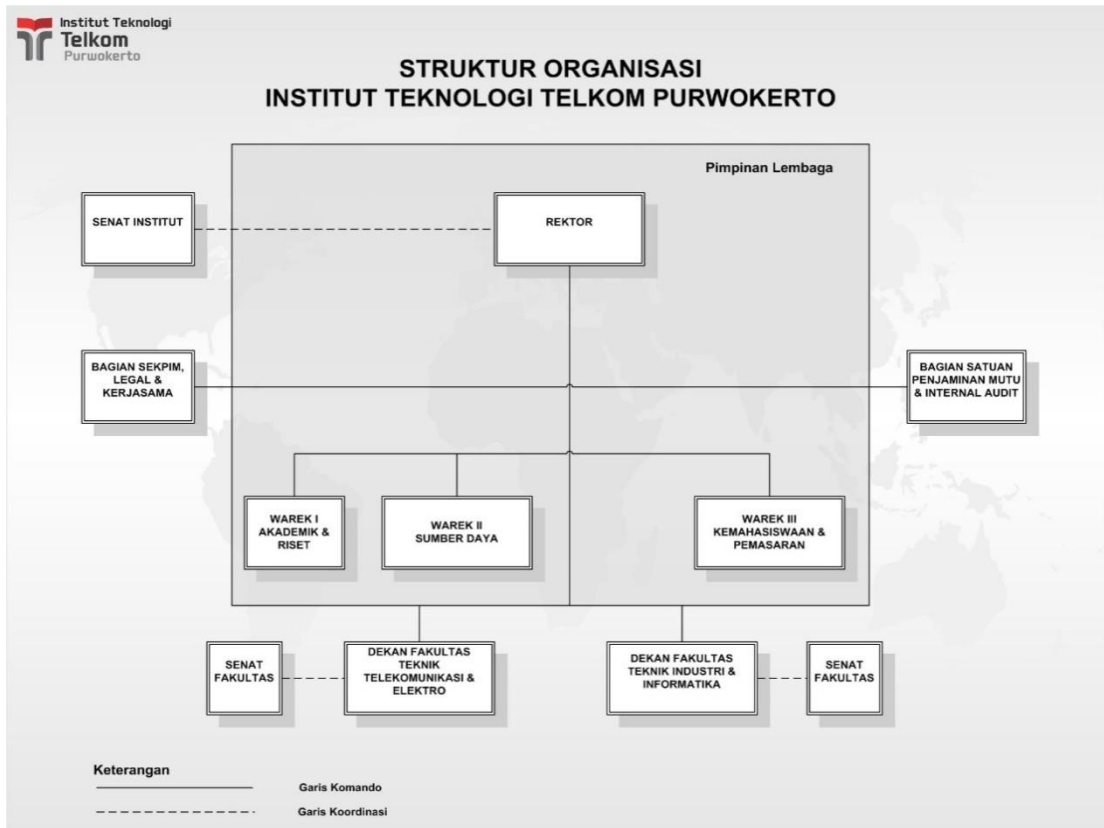 Institut Teknologi
Telkom
Purwokerto
STRUKTUR ORGANISASI
INSTITUT TEKNOLOGI TELKOM PURWOKERTO
Pimpinan Lembaga
SENAT INSTITUT
REKTOR
BAGIAN SEKPIM,
LEGAL &
KERJASAMA
BAGIAN SATUAN
PENJAMINAN MUTU
& INTERNAL AUDIT
WAREK I
AKADEMIK &
RISET
WAREK II
SUMBER DAYA
WAREK III
KEMAHASISWAAN &
PEMASARAN
SENAT
FAKULTAS
DEKAN FAKULTAS
TEKNIK
TELEKOMUNIKASI &
ELEKTRO
DEKAN FAKULTAS
TEKNIK INDUSTRI &
INFORMATIKA
SENAT
FAKULTAS
Keterangan
Garis Komando
Garis Koordinasi